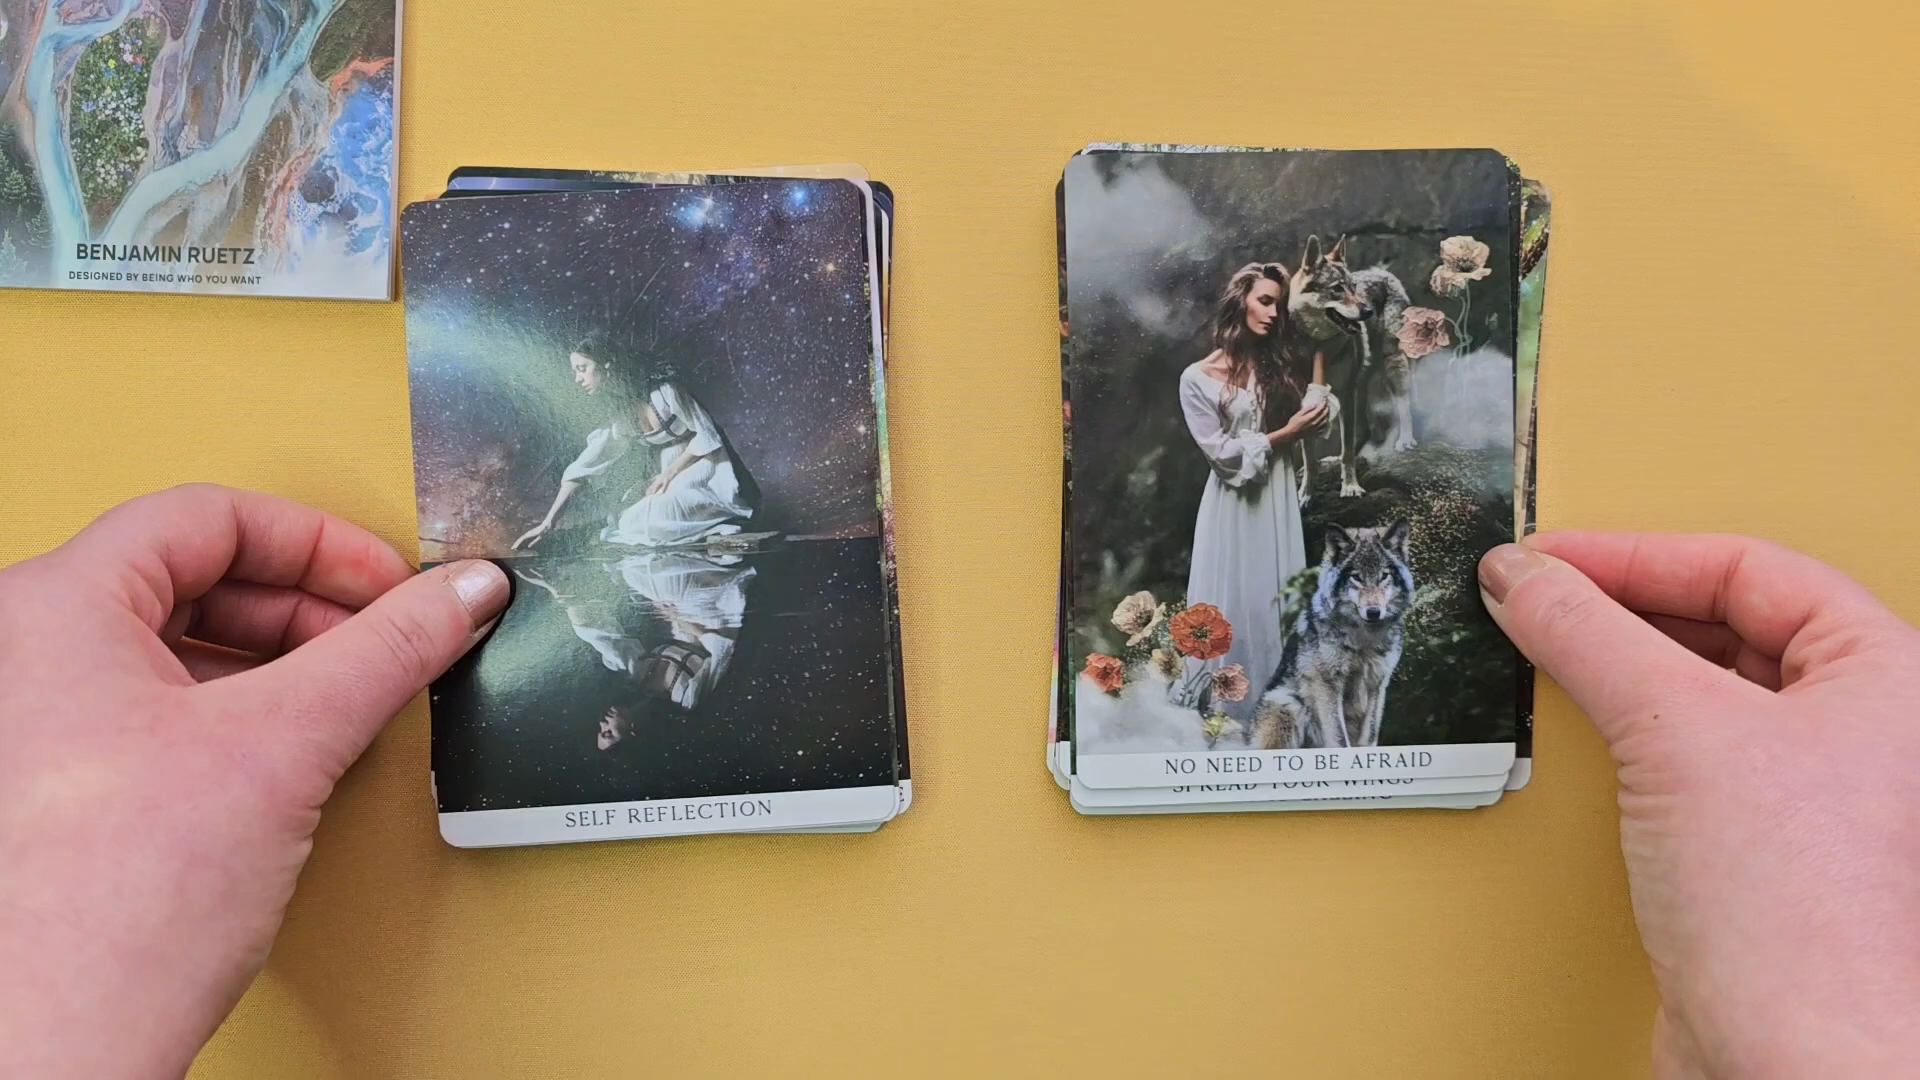 BENJAMIN RUETZ
DESIGNED BY BEING WHO YOU WANT
SELF REFLECTION
NO NEED TO BE AFRAID
SPREAD YOUR WINGS